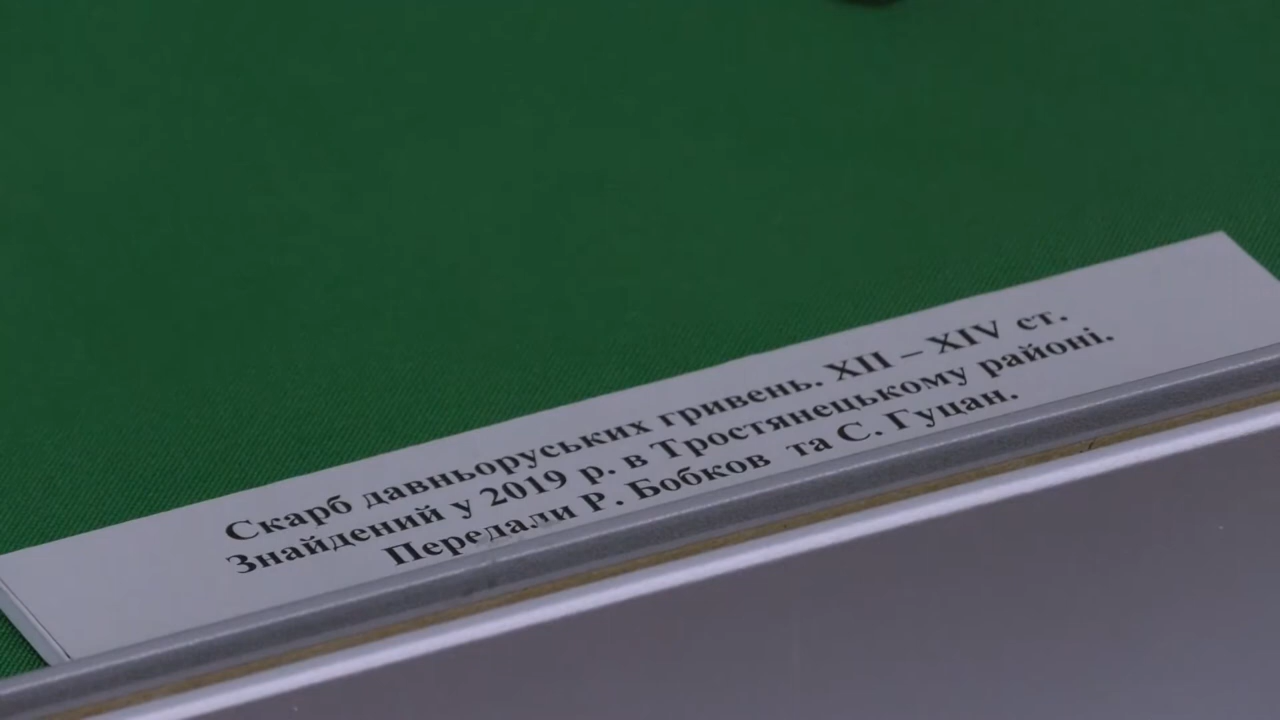 Скарб давньоруських гривень. XII – XIV ст.
Знайдений у 2019 р. в Тростянецькому районі.
Передали Р. Бобков та С. Гуцан.